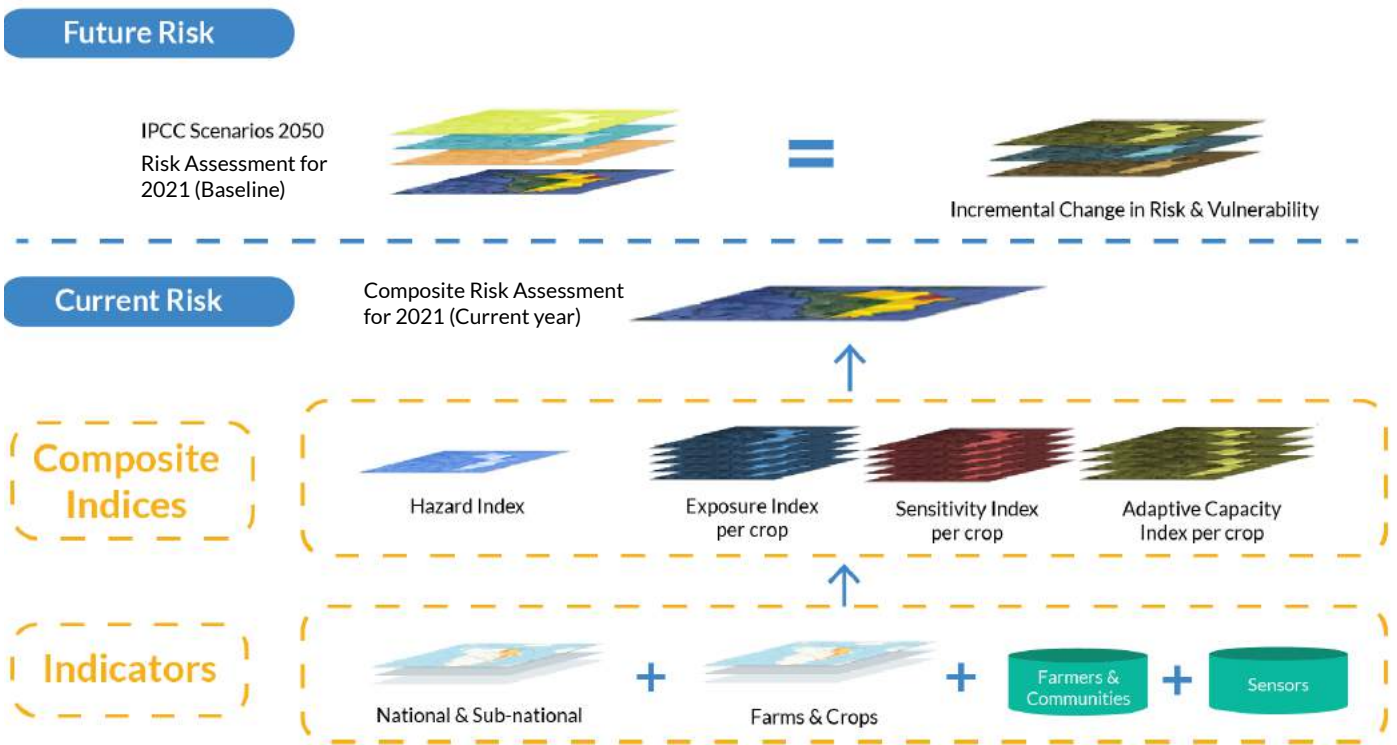 Future Risk
IPCC Scenarios 2050
Risk Assessment for
2021 (Baseline)
=
Incremental Change in Risk & Vulnerability
Current Risk
Composite Risk Assessment
for 2021 (Current year)
Composite
Indices
Hazard Index
Exposure Index
per crop
Sensitivity Index
per crop
Adaptive Capacity
Index per crop
Indicators
National & Sub-national
+
Farms & Crops
+
Farmers &
Communities
+
Sensors